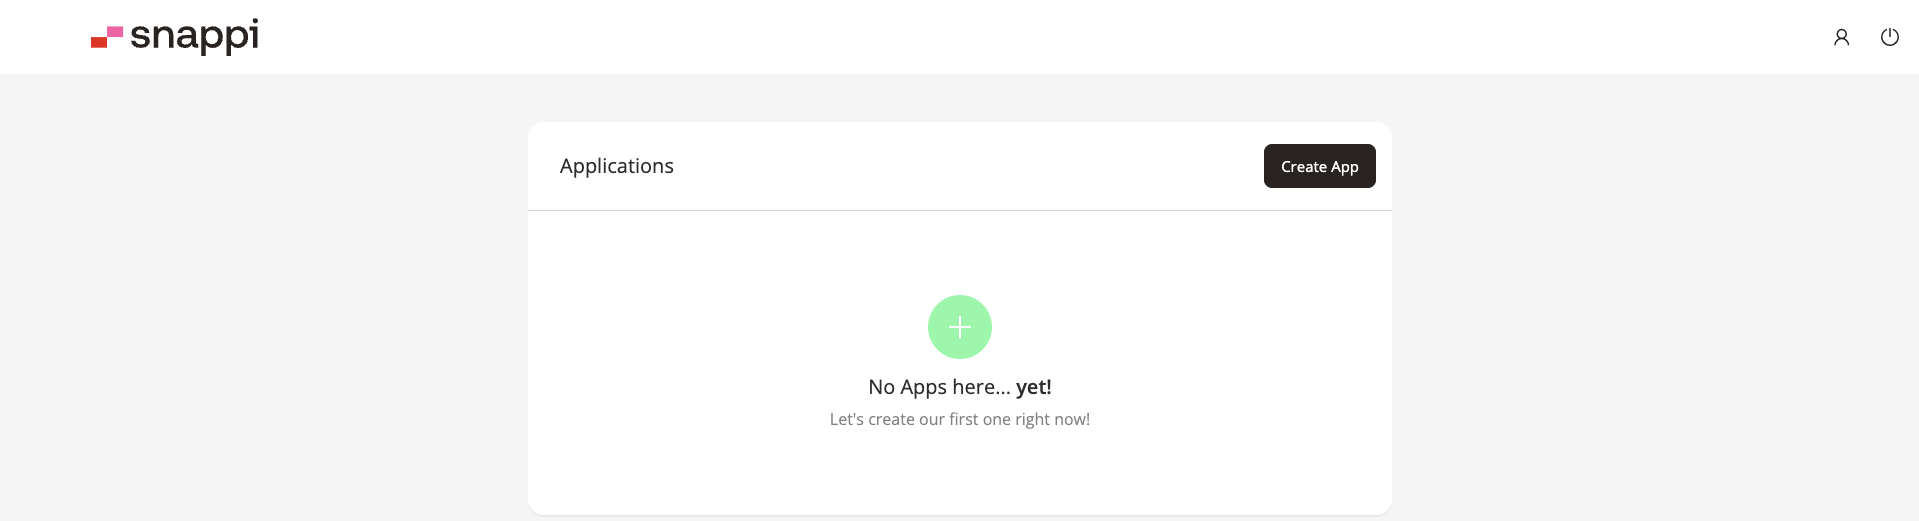 snappi
Applications
Create App
No Apps here... yet!
Let's create our first one right now!